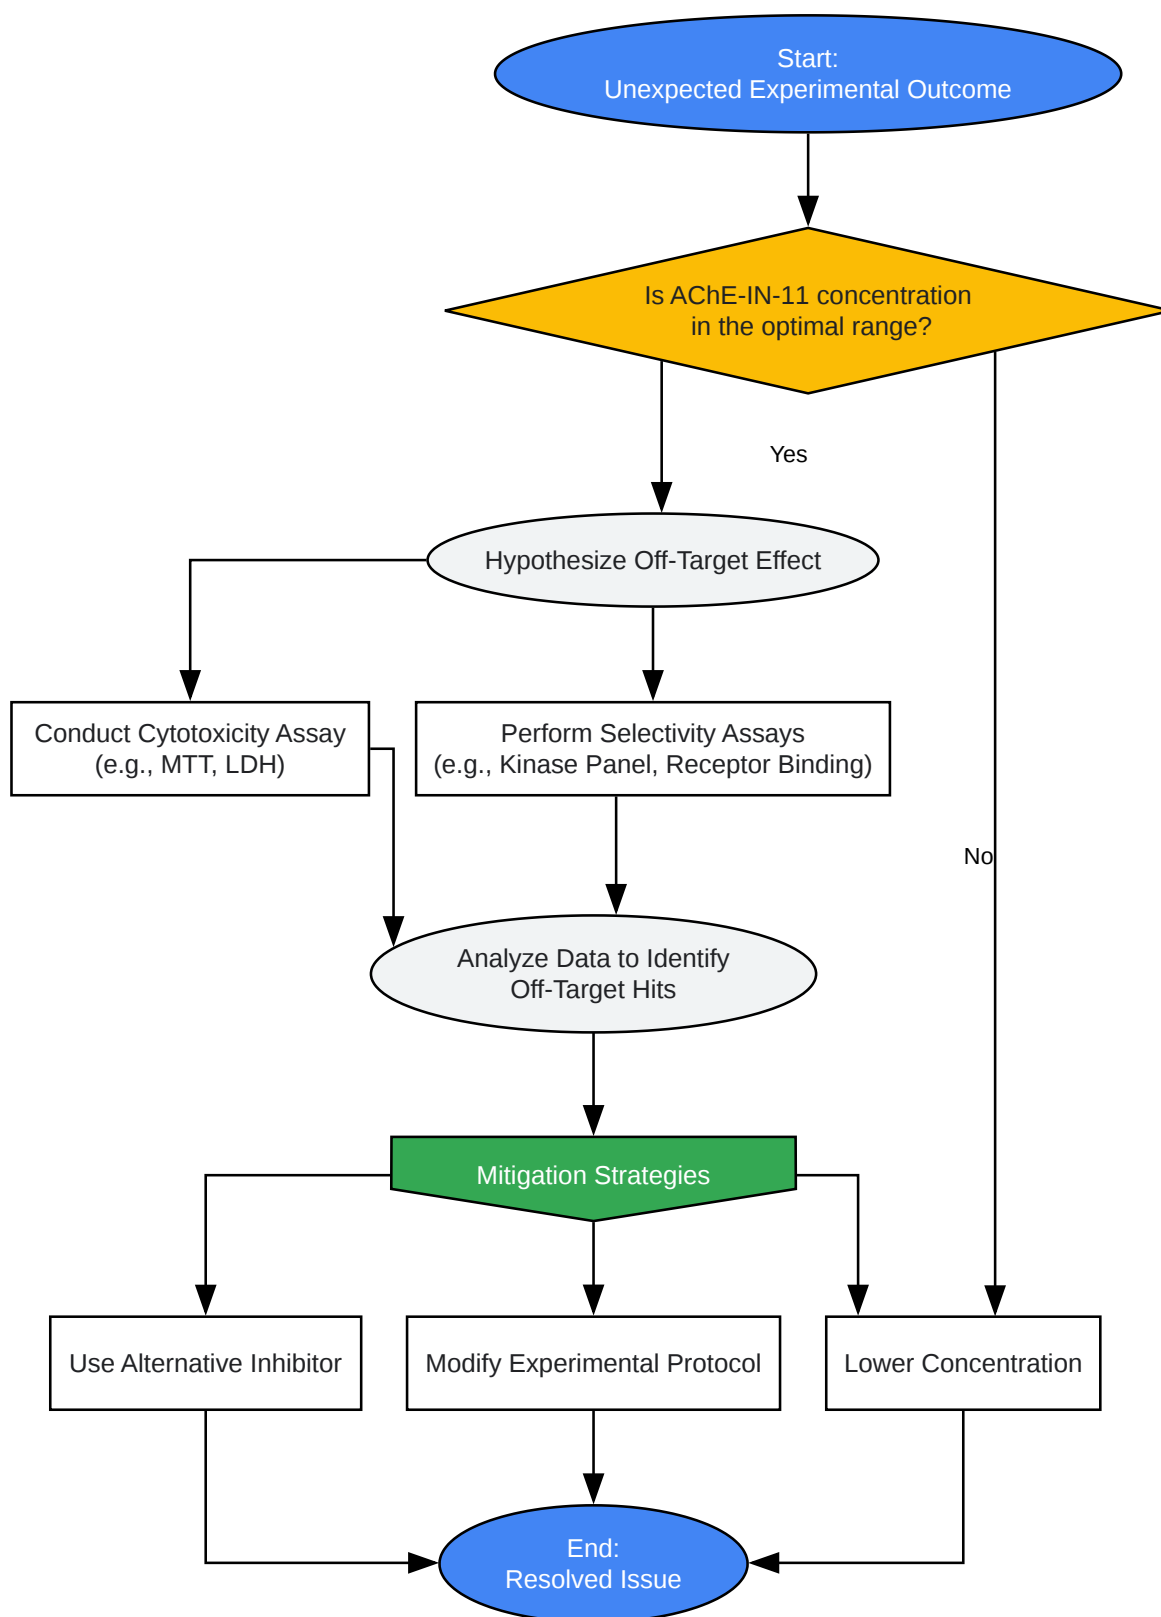 Start:
Unexpected Experimental Outcome
Is AChE-IN-11 concentration
in the optimal range?
Yes
Hypothesize Off-Target Effect
Conduct Cytotoxicity Assay
(e.g., MTT, LDH)
Perform Selectivity Assays
(e.g., Kinase Panel, Receptor Binding)
No
Analyze Data to Identify
Off-Target Hits
Mitigation Strategies
Use Alternative Inhibitor
Modify Experimental Protocol
Lower Concentration
End:
Resolved Issue